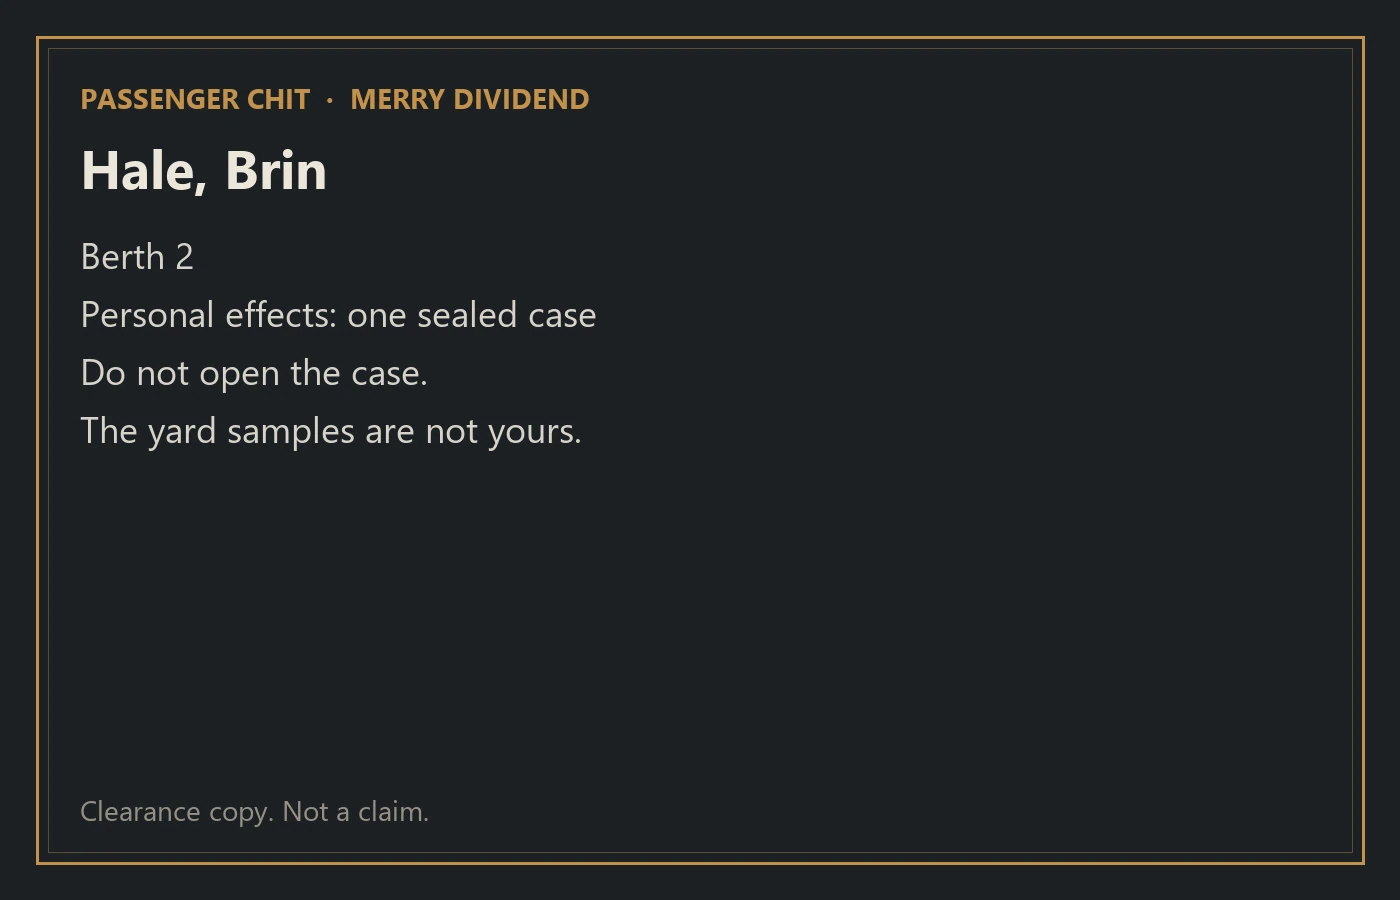 PASSENGER CHIT · MERRY DIVIDEND
Hale, Brin
Berth 2
Personal effects: one sealed case
Do not open the case.
The yard samples are not yours.
Clearance copy. Not a claim.